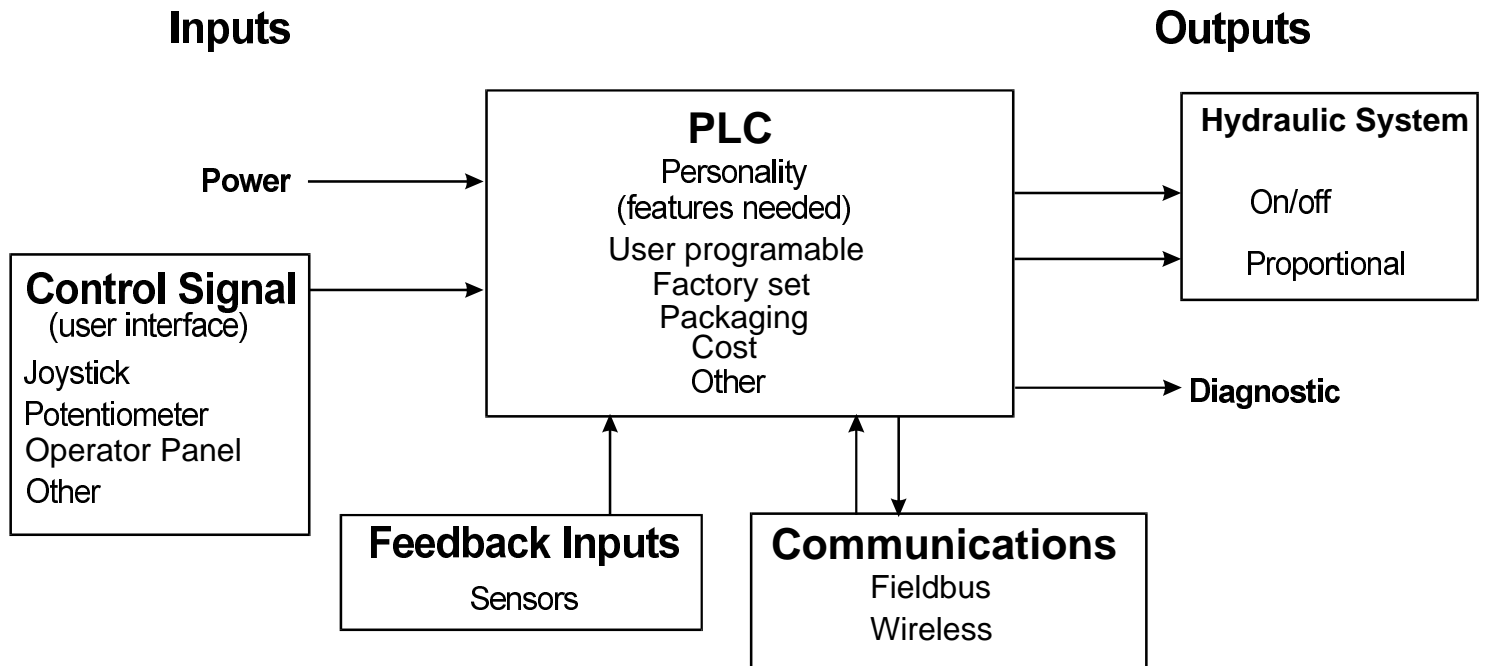 Inputs
Outputs
Power
Control Signal
(user interface)
Joystick
Potentiometer
Operator Panel
Other
PLC
Personality
(features needed)
User programable
Factory set
Packaging
Cost
Other
Hydraulic System
On/off
Proportional
Diagnostic
Feedback Inputs
Sensors
Communications
Fieldbus
Wireless